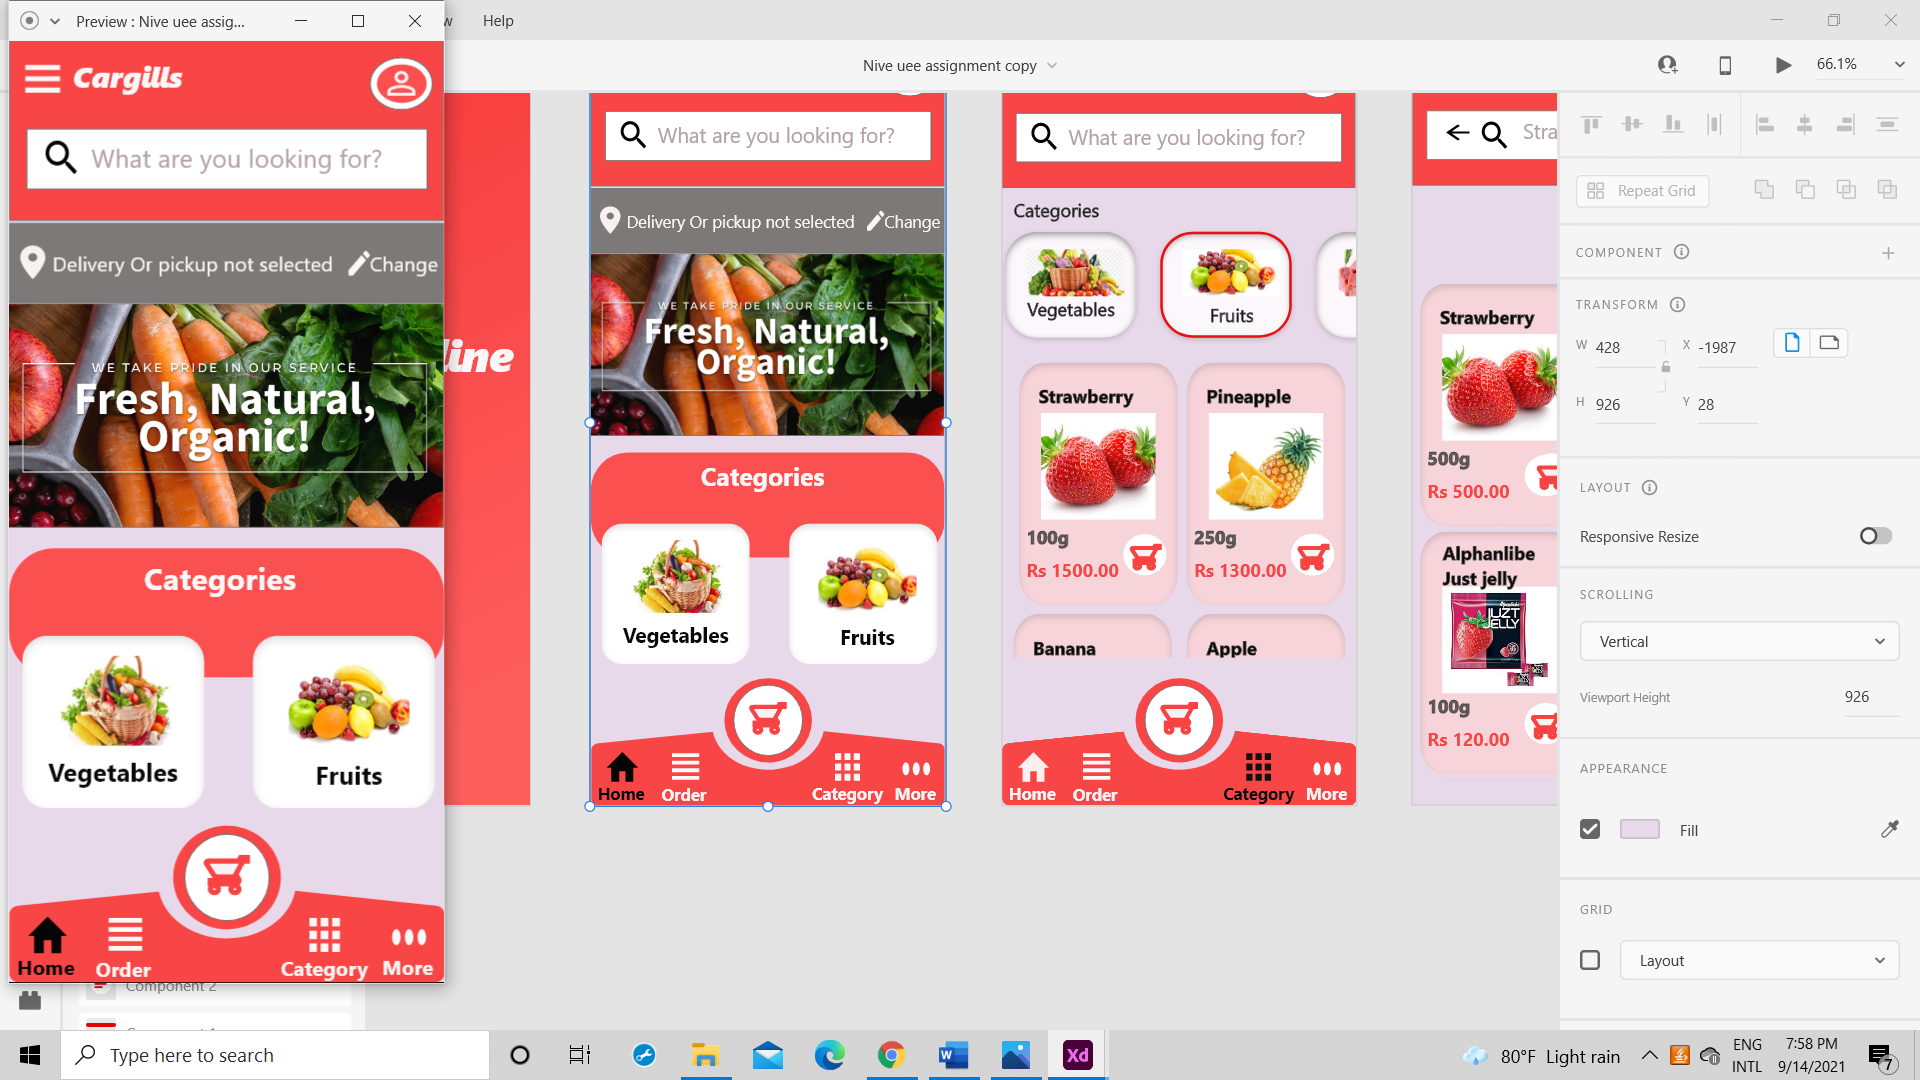 Preview : Nive uee assig...
Help
Nive uee assignment copy
66.1%
Cargills
What are you looking for?
Delivery Or pickup not selected
Change
WE TAKE PRIDE IN OUR SERVICE
Fresh, Natural,
Organic!
Categories
Vegetables
Fruits
Home
Order
Category
More
Component 2
line
What are you looking for?
Delivery Or pickup not selected
Change
WE TAKE PRIDE IN OUR SERVICE
Fresh, Natural,
Organic!
Categories
Vegetables
Fruits
Home
Order
Category
More
What are you looking for?
Categories
Vegetables
Fruits
Strawberry
100g
Rs 1500.00
Pineapple
250g
Rs 1300.00
Banana
Apple
Home
Order
Category
More
Stra
Strawberry
500g
Rs 500.00
Alphanlibe
Just jelly
JUZT
JELLY
100g
Rs 120.00
Repeat Grid
COMPONENT
TRANSFORM
W 428
X -1987
H 926
Y 28
LAYOUT
Responsive Resize
SCROLLING
Vertical
Viewport Height
926
APPEARANCE
Fill
GRID
Layout
Type here to search
Xd
80°F Light rain
ENG
INTL
7:58 PM
9/14/2021
7